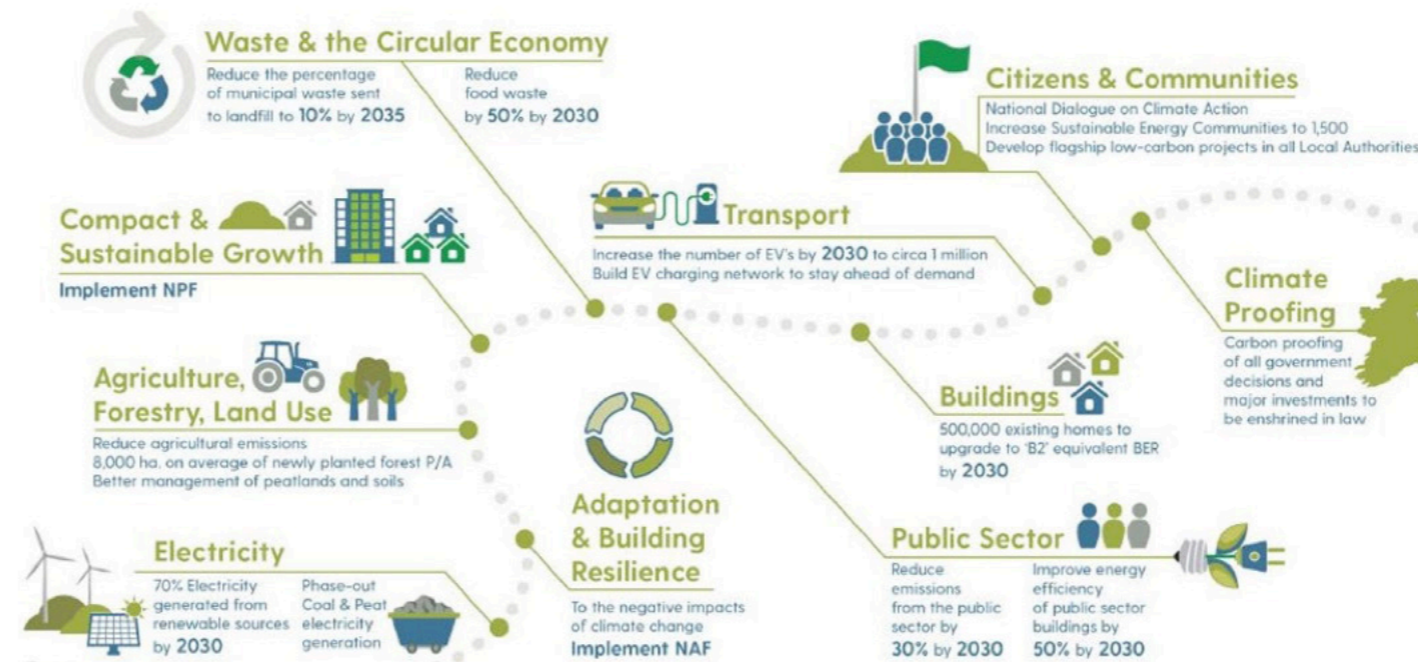 Waste & the Circular Economy
Reduce the percentage
of municipal waste sent
to landfill to 10% by 2035
Reduce
food waste
by 50% by 2030
Citizens & Communities
National Dialogue on Climate Action
Increase Sustainable Energy Communities to 1,500
Develop flagship low-carbon projects in all Local Authorities
Compact &
Sustainable Growth
Implement NPF
Transport
Increase the number of EV's by 2030 to circa 1 million
Build EV charging network to stay ahead of demand
Climate
Proofing
Carbon proofing
of all government
decisions and
major investments to
be enshrined in law
Agriculture,
Forestry, Land Use
Reduce agricultural emissions
8,000 ha. on average of newly planted forest P/A
Better management of peatlands and soils
Buildings
500,000 existing homes to
upgrade to 'B2' equivalent BER
by 2030
Adaptation
& Building
Resilience
To the negative impacts
of climate change
Implement NAF
Public Sector
Reduce
emissions
from the public
sector by
30% by 2030
Improve energy
efficiency
of public sector
buildings by
50% by 2030
Electricity
70% Electricity
generated from
renewable sources
by 2030
Phase-out
Coal & Peat
electricity
generation